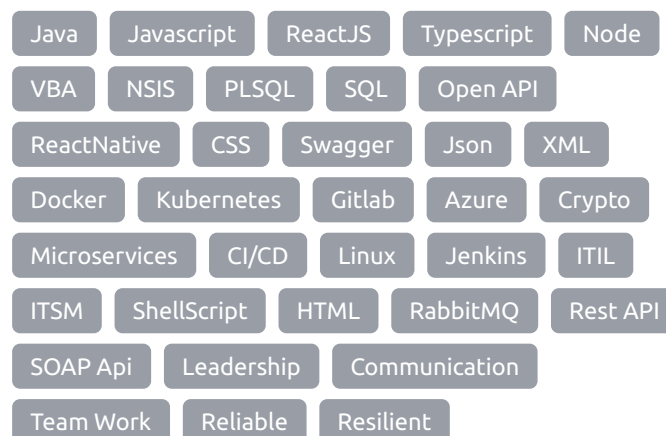 Java Javascript ReactJS Typescript Node
VBA NSIS PLSQL SQL Open API
ReactNative CSS Swagger Json XML
Docker Kubernetes Gitlab Azure Crypto
Microservices CI/CD Linux Jenkins ITIL
ITSM ShellScript HTML RabbitMQ Rest API
SOAP Api Leadership Communication
Team Work Reliable Resilient